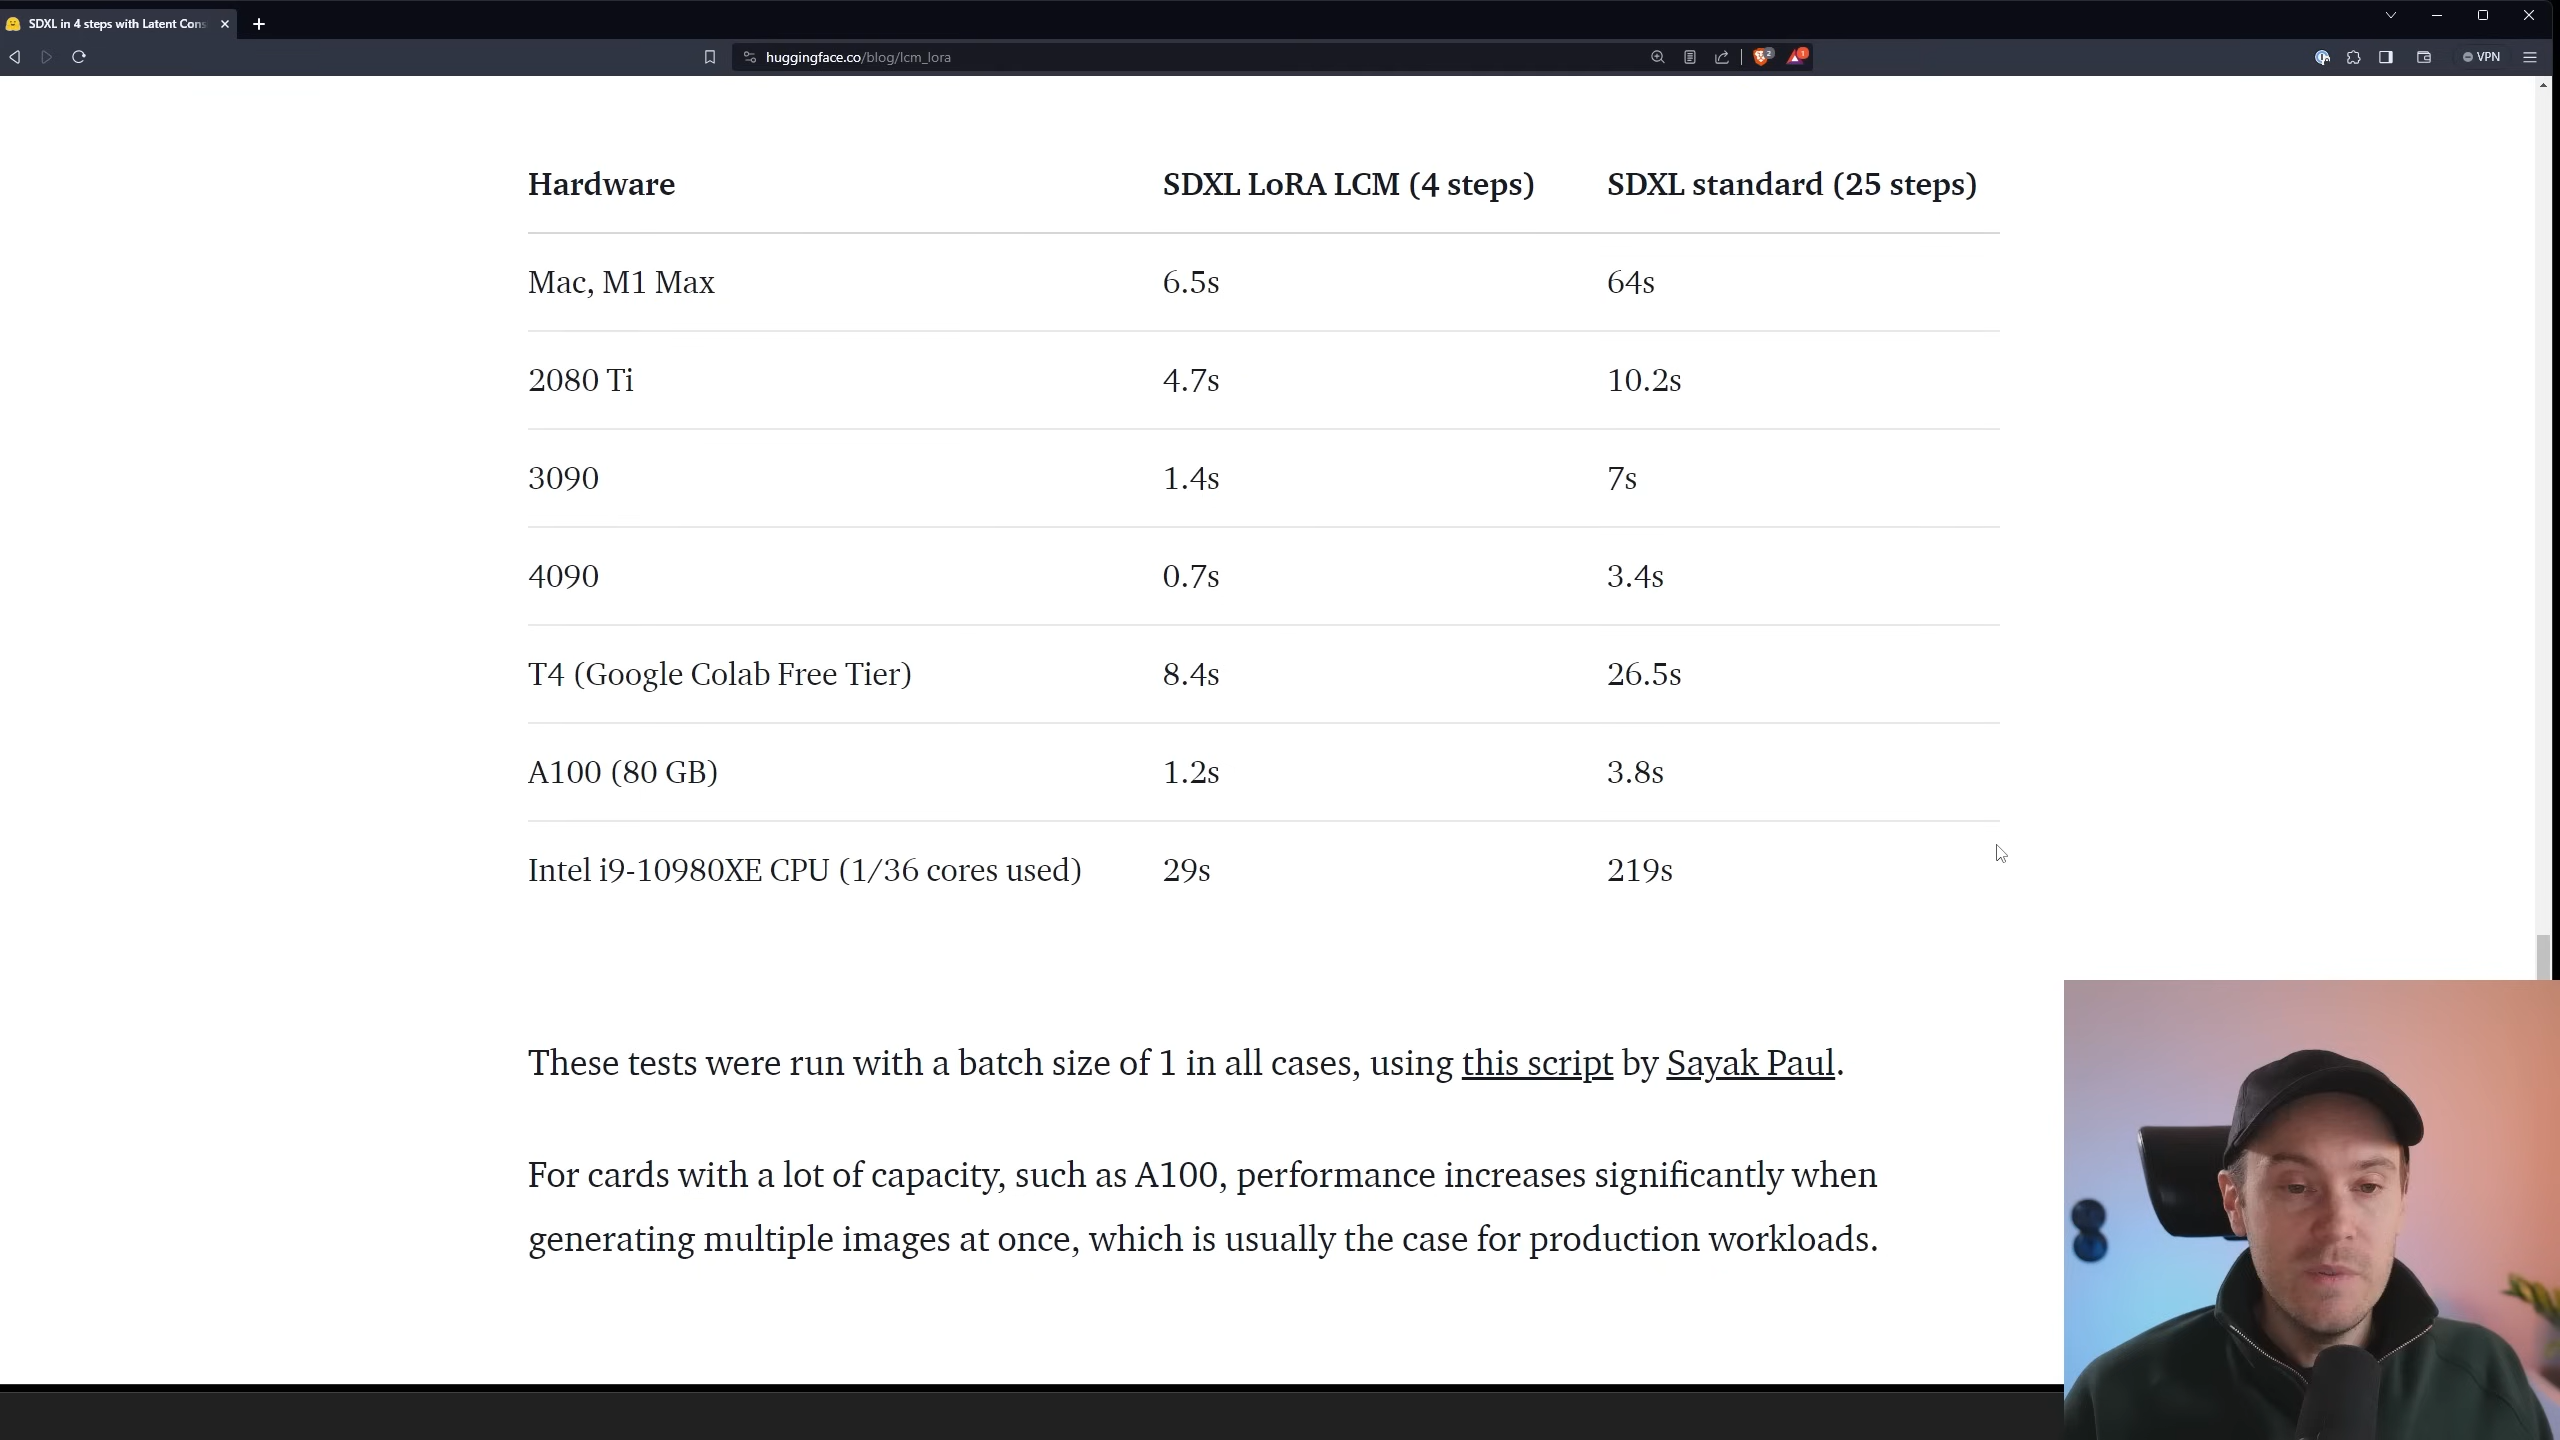 SDXL in 4 steps with Latent Cons
huggingface.co/blog/lcm_lora
2
1
VPN
Hardware SDXL LoRA LCM (4 steps) SDXL standard (25 steps)
Mac, M1 Max 6.5s 64s
2080 Ti 4.7s 10.2s
3090 1.4s 7s
4090 0.7s 3.4s
T4 (Google Colab Free Tier) 8.4s 26.5s
A100 (80 GB) 1.2s 3.8s
Intel i9-10980XE CPU (1/36 cores used) 29s 219s
These tests were run with a batch size of 1 in all cases, using this script by Sayak Paul.
For cards with a lot of capacity, such as A100, performance increases significantly when
generating multiple images at once, which is usually the case for production workloads.